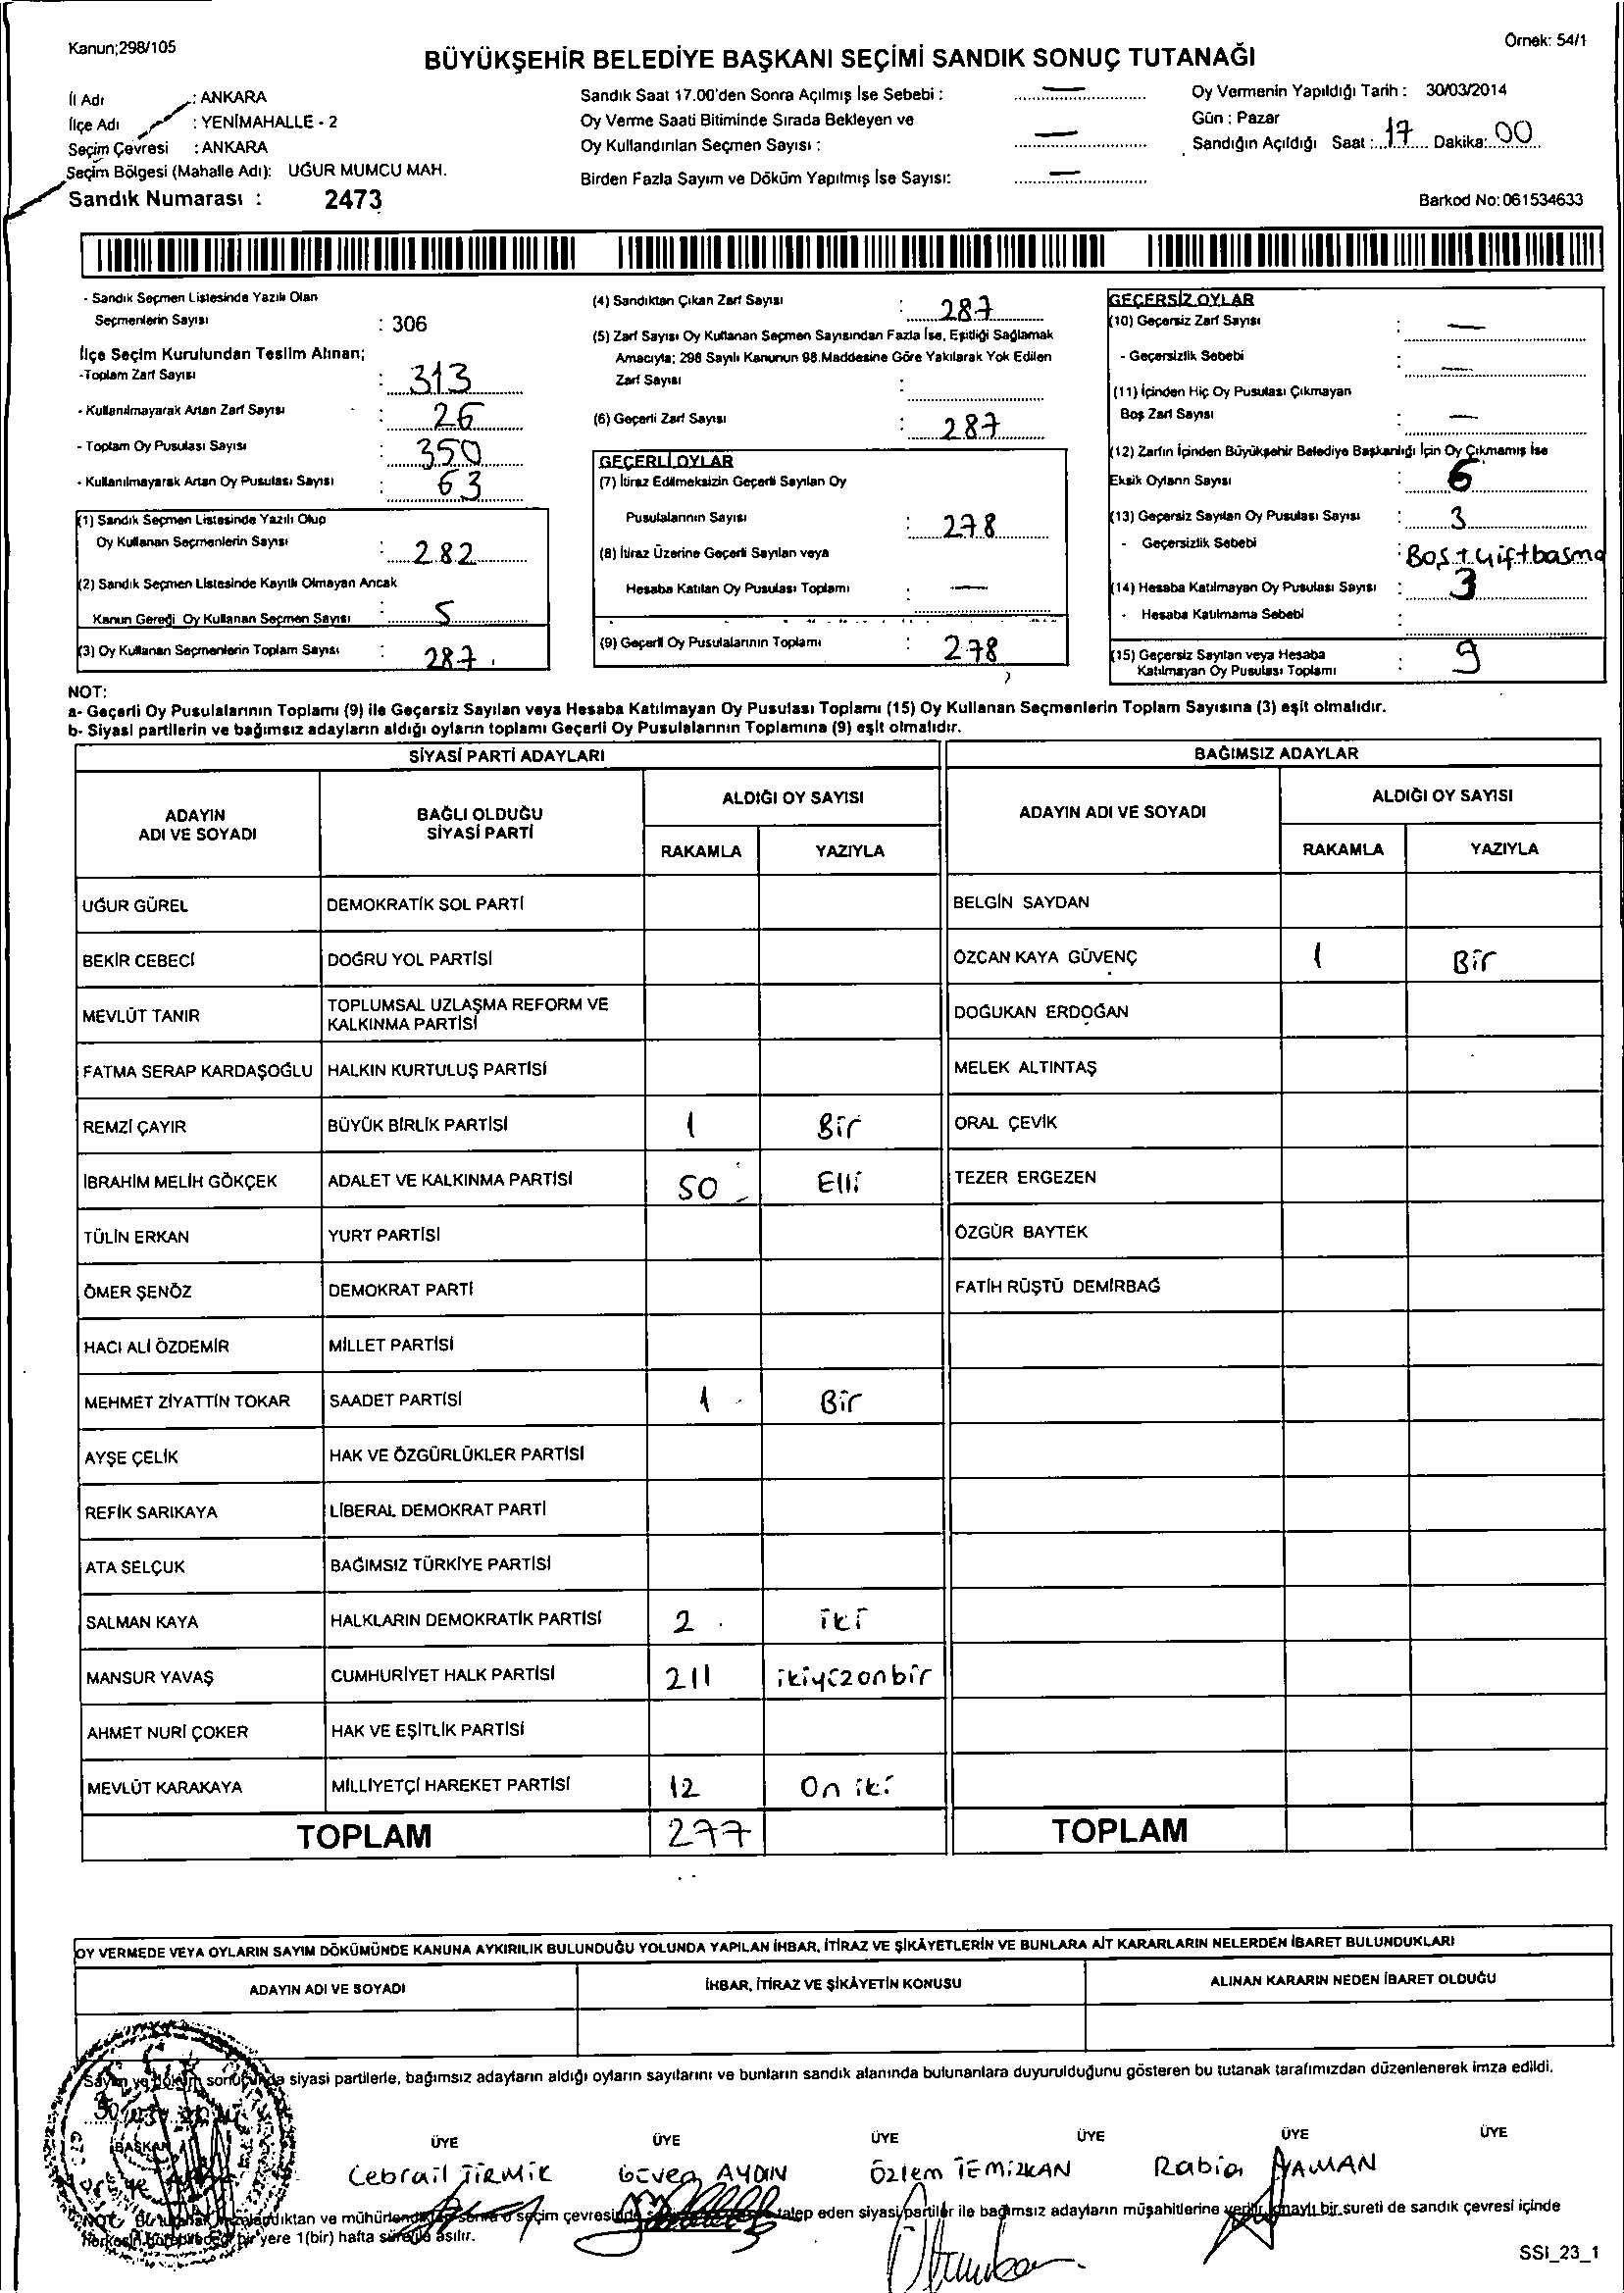 Kanun;298/105
Örnek: 54/1
BÜYÜKŞEHİR BELEDİYE BAŞKANI SEÇİMİ SANDIK SONUÇ TUTANAĞI
İl Adı : ANKARA
İlçe Adı : YENİMAHALLE - 2
Seçim Çevresi : ANKARA
Seçim Bölgesi (Mahalle Adı): UĞUR MUMCU MAH.
Sandık Numarası : 2473
Sandık Saat 17.00'den Sonra Açılmış İse Sebebi : —
Oy Verme Saati Bitiminde Sırada Bekleyen ve
Oy Kullandırılan Seçmen Sayısı : —
Birden Fazla Sayım ve Döküm Yapılmış İse Sayısı: —
Oy Vermenin Yapıldığı Tarih : 30/03/2014
Gün : Pazar
Sandığın Açıldığı Saat : 17 Dakika: 00
Barkod No: 061534633
- Sandık Seçmen Listesinde Yazılı Olan
Seçmenlerin Sayısı : 306
İlçe Seçim Kurulundan Teslim Alınan;
-Toplam Zarf Sayısı : 313
- Kullanılmayarak Artan Zarf Sayısı : 26
- Toplam Oy Pusulası Sayısı : 350
- Kullanılmayarak Artan Oy Pusulası Sayısı : 63
(1) Sandık Seçmen Listesinde Yazılı Olup
Oy Kullanan Seçmenlerin Sayısı : 282
(2) Sandık Seçmen Listesinde Kayıtlı Olmayan Ancak
Kanun Gereği Oy Kullanan Seçmen Sayısı : 5
(3) Oy Kullanan Seçmenlerin Toplam Sayısı : 287
(4) Sandıktan Çıkan Zarf Sayısı : 287
(5) Zarf Sayısı Oy Kullanan Seçmen Sayısından Fazla İse, Eşitliği Sağlamak
Amacıyla; 298 Sayılı Kanunun 98.Maddesine Göre Yakılarak Yok Edilen
Zarf Sayısı :
(6) Geçerli Zarf Sayısı : 287
GEÇERLİ OYLAR
(7) İtiraz Edilmeksizin Geçerli Sayılan Oy
Pusulalarının Sayısı : 278
(8) İtiraz Üzerine Geçerli Sayılan veya
Hesaba Katılan Oy Pusulası Toplamı : —
(9) Geçerli Oy Pusulalarının Toplamı : 278
GEÇERSİZ OYLAR
(10) Geçersiz Zarf Sayısı : —
- Geçersizlik Sebebi : —
(11) İçinden Hiç Oy Pusulası Çıkmayan
Boş Zarf Sayısı : —
(12) Zarfın İçinden Büyükşehir Belediye Başkanlığı İçin Oy Çıkmamış İse
Eksik Oyların Sayısı : 6
(13) Geçersiz Sayılan Oy Pusulası Sayısı : 3
- Geçersizlik Sebebi : Boş+çiftbasma
(14) Hesaba Katılmayan Oy Pusulası Sayısı : 3
- Hesaba Katılmama Sebebi :
(15) Geçersiz Sayılan veya Hesaba
Katılmayan Oy Pusulası Toplamı : 9
NOT:
a- Geçerli Oy Pusulalarının Toplamı (9) ile Geçersiz Sayılan veya Hesaba Katılmayan Oy Pusulası Toplamı (15) Oy Kullanan Seçmenlerin Toplam Sayısına (3) eşit olmalıdır.
b- Siyasi partilerin ve bağımsız adayların aldığı oyların toplamı Geçerli Oy Pusulalarının Toplamına (9) eşit olmalıdır.
SİYASİ PARTİ ADAYLARI BAĞIMSIZ ADAYLAR
ADAYIN
ADI VE SOYADI
BAĞLI OLDUĞU
SİYASİ PARTİ
ALDIĞI OY SAYISI
RAKAMLA YAZIYLA
ADAYIN ADI VE SOYADI
ALDIĞI OY SAYISI
RAKAMLA YAZIYLA
UĞUR GÜREL DEMOKRATİK SOL PARTİ BELGİN SAYDAN
BEKİR CEBECİ DOĞRU YOL PARTİSİ ÖZCAN KAYA GÜVENÇ 1 Bir
MEVLÜT TANIR TOPLUMSAL UZLAŞMA REFORM VE
KALKINMA PARTİSİ DOĞUKAN ERDOĞAN
FATMA SERAP KARDAŞOĞLU HALKIN KURTULUŞ PARTİSİ MELEK ALTINTAŞ
REMZİ ÇAYIR BÜYÜK BİRLİK PARTİSİ 1 Bir ORAL ÇEVİK
İBRAHİM MELİH GÖKÇEK ADALET VE KALKINMA PARTİSİ 50 Elli TEZER ERGEZEN
TÜLİN ERKAN YURT PARTİSİ ÖZGÜR BAYTEK
ÖMER ŞENÖZ DEMOKRAT PARTİ FATİH RÜŞTÜ DEMİRBAĞ
HACI ALİ ÖZDEMİR MİLLET PARTİSİ
MEHMET ZİYATTİN TOKAR SAADET PARTİSİ 1 Bir
AYŞE ÇELİK HAK VE ÖZGÜRLÜKLER PARTİSİ
REFİK SARIKAYA LİBERAL DEMOKRAT PARTİ
ATA SELÇUK BAĞIMSIZ TÜRKİYE PARTİSİ
SALMAN KAYA HALKLARIN DEMOKRATİK PARTİSİ 2 iki
MANSUR YAVAŞ CUMHURİYET HALK PARTİSİ 211 ikiyüzonbir
AHMET NURİ ÇOKER HAK VE EŞİTLİK PARTİSİ
MEVLÜT KARAKAYA MİLLİYETÇİ HAREKET PARTİSİ 12 On iki
TOPLAM 277 TOPLAM
OY VERMEDE VEYA OYLARIN SAYIM DÖKÜMÜNDE KANUNA AYKIRILIK BULUNDUĞU YOLUNDA YAPILAN İHBAR, İTİRAZ VE ŞİKÂYETLERİN VE BUNLARA AİT KARARLARIN NELERDEN İBARET BULUNDUKLARI
ADAYIN ADI VE SOYADI İHBAR, İTİRAZ VE ŞİKÂYETİN KONUSU ALINAN KARARIN NEDEN İBARET OLDUĞU
Sayım ve döküm sonucunda siyasi partilerle, bağımsız adayların aldığı oyların sayılarını ve bunların sandık alanında bulunanlara duyurulduğunu gösteren bu tutanak tarafımızdan düzenlenerek imza edildi.
BAŞKAN ÜYE ÜYE ÜYE ÜYE ÜYE ÜYE
Cebrail TİRMİK AYDIN Özlem TEMİZKAN Rabia YAMAN
NOT: Bu tutanak ve mühürlendikten sonra o seçim çevresinde talep eden siyasi partiler ile bağımsız adayların müşahitlerine verilir, onaylı bir sureti de sandık çevresi içinde
herkesin görebileceği bir yere 1(bir) hafta süreyle asılır.
SSI_23_1